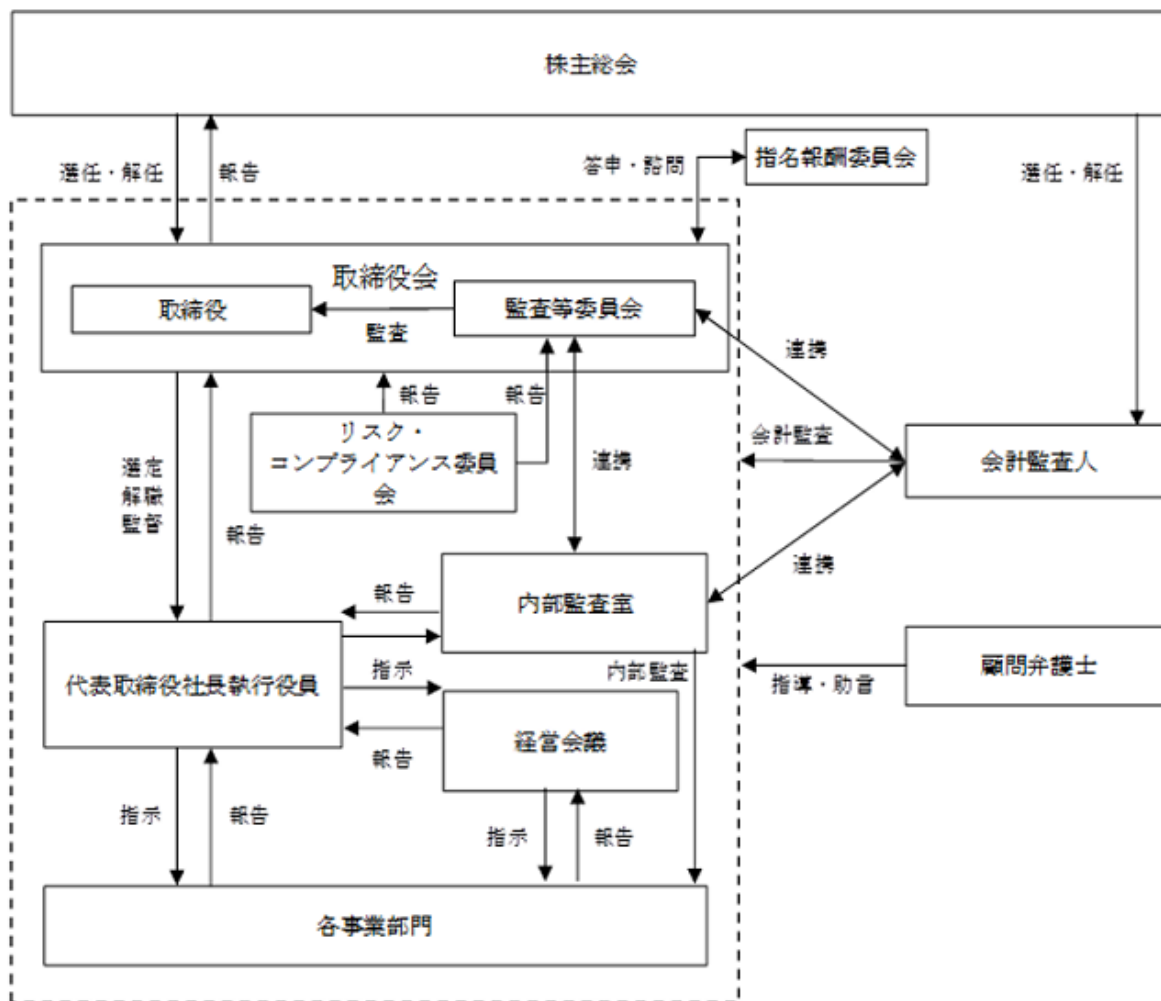 株主総会
選任・解任
報告
答申・諮問
指名報酬委員会
選任・解任
取締役会
取締役
監査等委員会
監査
連携
報告
報告
リスク・
コンプライアンス委員
会
会計監査
会計監査人
選定
解職
監督
連携
報告
連携
報告
内部監査室
代表取締役社長執行役員
指示
内部監査
顧問弁護士
指導・助言
経営会議
報告
指示
報告
指示
報告
各事業部門